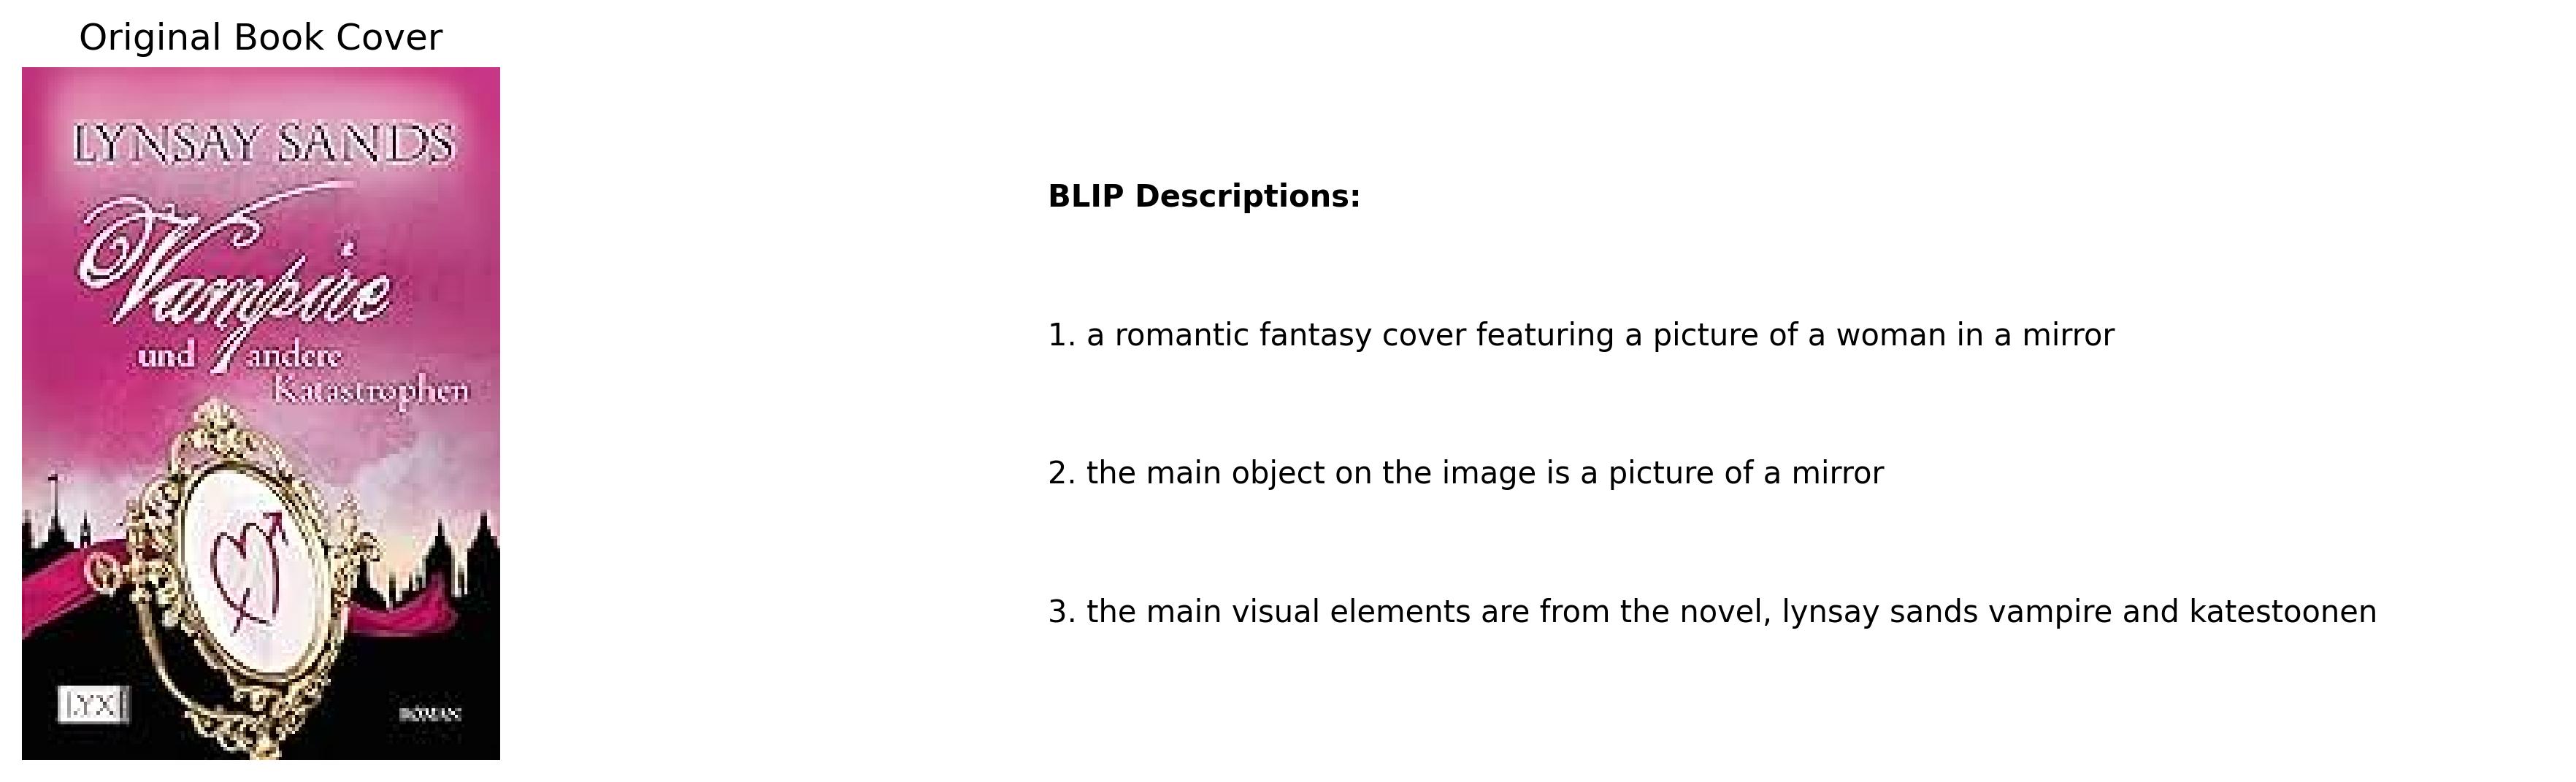 Original Book Cover
LYNSAY SANDS
Vampire
und andere
Katastrophen
LYX
ROMAN
BLIP Descriptions:
1. a romantic fantasy cover featuring a picture of a woman in a mirror
2. the main object on the image is a picture of a mirror
3. the main visual elements are from the novel, lynsay sands vampire and katestoonen